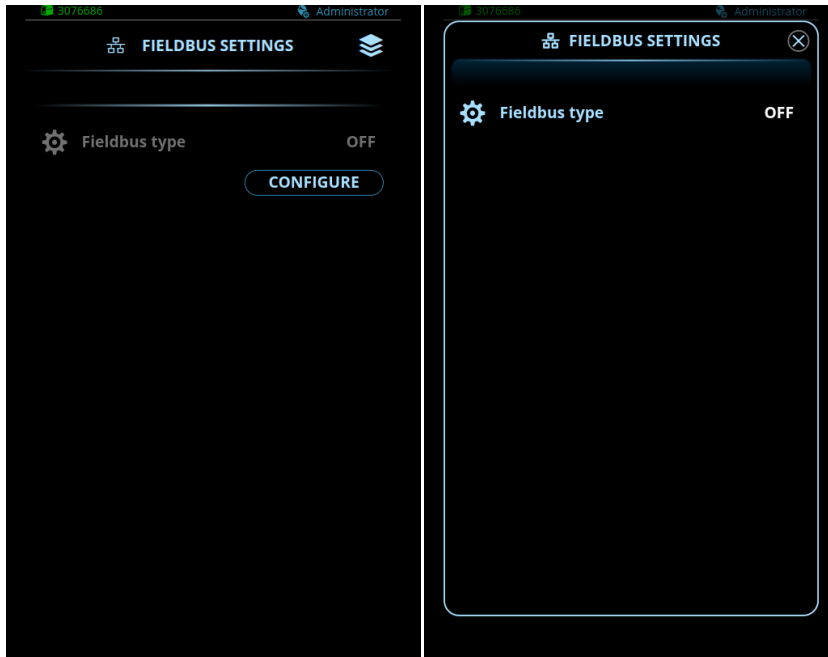 3076686 Administrator
FIELDBUS SETTINGS
Fieldbus type OFF
CONFIGURE
3076686 Administrator
FIELDBUS SETTINGS
Fieldbus type OFF